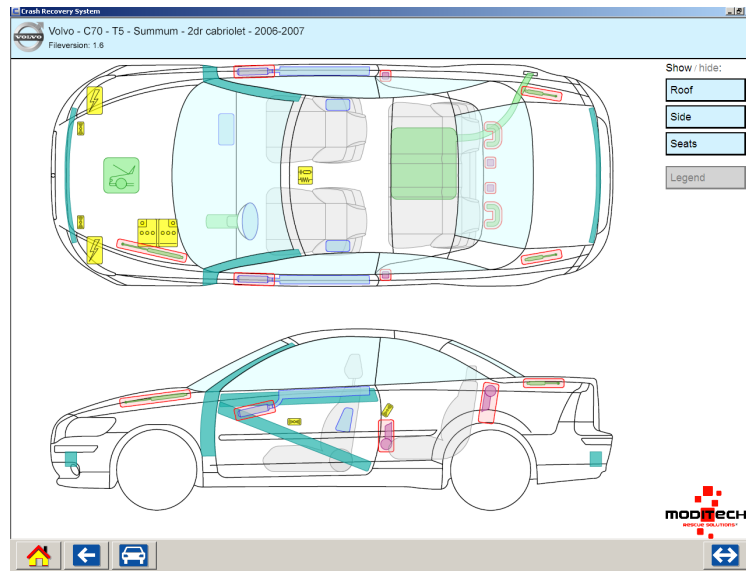 Crash Recovery System
Volvo - C70 - T5 - Summum - 2dr cabriolet - 2006-2007
Fileversion: 1.6
VOLVO
Show / hide:
Roof
Side
Seats
Legend
MODITECH
RESCUE SOLUTIONS